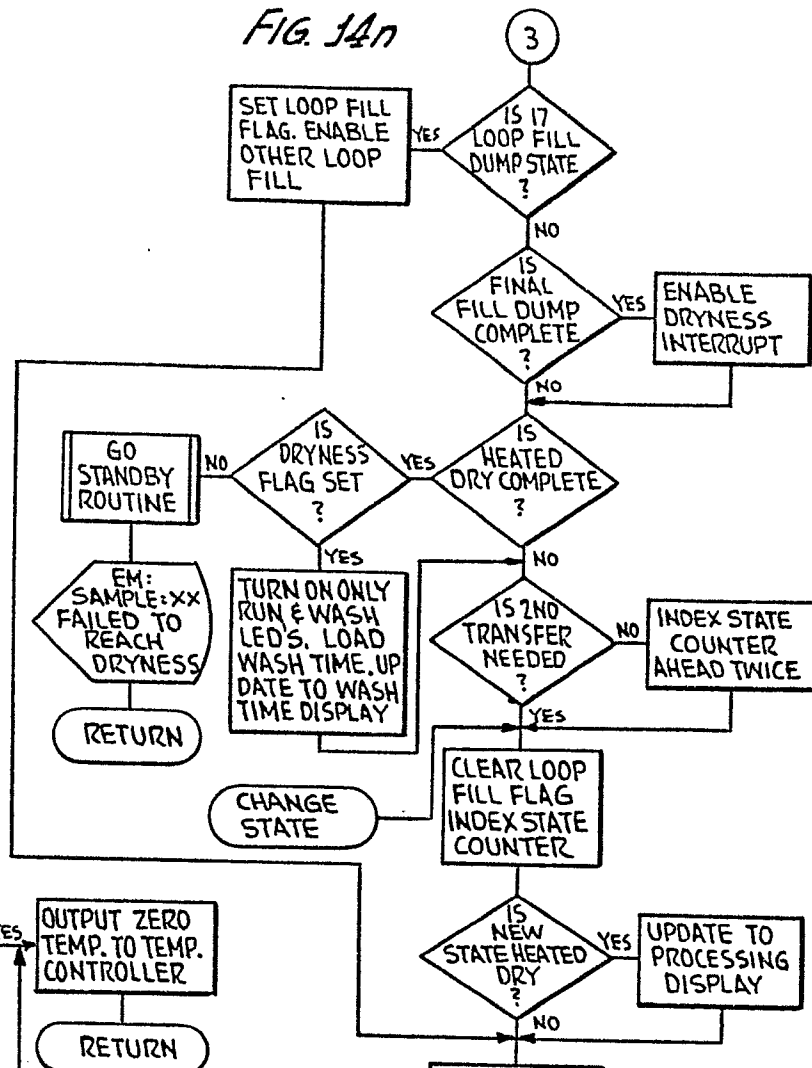 FIG. 14n
3
IS 17
LOOP FILL
DUMP STATE
?
YES
SET LOOP FILL
FLAG. ENABLE
OTHER LOOP
FILL
NO
IS
FINAL
FILL DUMP
COMPLETE
?
YES
ENABLE
DRYNESS
INTERRUPT
NO
IS
HEATED
DRY COMPLETE
?
YES
IS
DRYNESS
FLAG SET
?
NO
GO
STANDBY
ROUTINE
EM:
SAMPLE:XX
FAILED TO
REACH
DRYNESS
RETURN
YES
TURN ON ONLY
RUN & WASH
LED'S. LOAD
WASH TIME. UP
DATE TO WASH
TIME DISPLAY
NO
IS 2ND
TRANSFER
NEEDED
?
NO
INDEX STATE
COUNTER
AHEAD TWICE
YES
CHANGE
STATE
CLEAR LOOP
FILL FLAG
INDEX STATE
COUNTER
IS
NEW
STATE HEATED
DRY
?
YES
UPDATE TO
PROCESSING
DISPLAY
NO
YES
OUTPUT ZERO
TEMP. TO TEMP.
CONTROLLER
RETURN